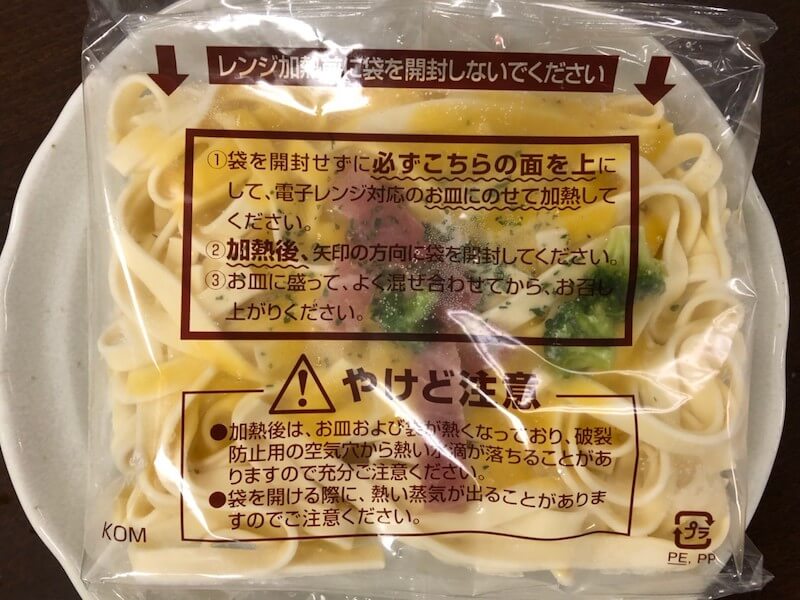 レンジ加熱前に袋を開封しないでください
①袋を開封せずに必ずこちらの面を上に
して、電子レンジ対応のお皿にのせて加熱して
ください。
②加熱後、矢印の方向に袋を開封してください。
③お皿に盛って、よく混ぜ合わせてから、お召し
上がりください。
やけど注意
●加熱後は、お皿および袋が熱くなっており、破裂
防止用の空気穴から熱い水滴が落ちることがあ
りますので充分ご注意ください。
●袋を開ける際に、熱い蒸気が出ることがありま
すのでご注意ください。
KOM
プラ
PE, PP